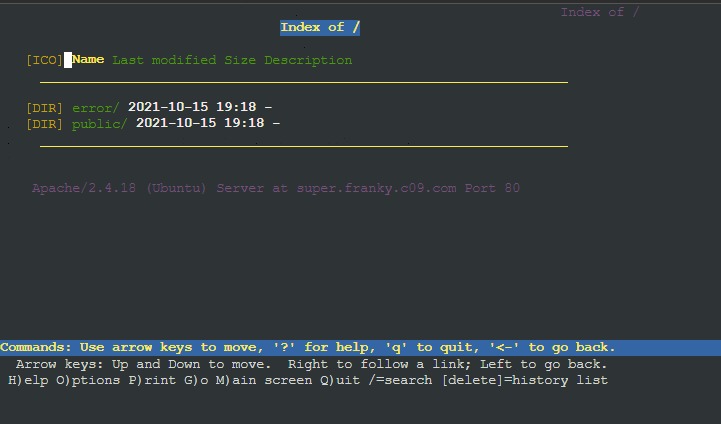 Index of /
Index of /
[ICO] Name Last modified Size Description
[DIR] error/ 2021-10-15 19:18 -
[DIR] public/ 2021-10-15 19:18 -
Apache/2.4.18 (Ubuntu) Server at super.franky.c09.com Port 80
Commands: Use arrow keys to move, '?' for help, 'q' to quit, '<-' to go back.
Arrow keys: Up and Down to move. Right to follow a link; Left to go back.
H)elp O)ptions P)rint G)o M)ain screen Q)uit /=search [delete]=history list